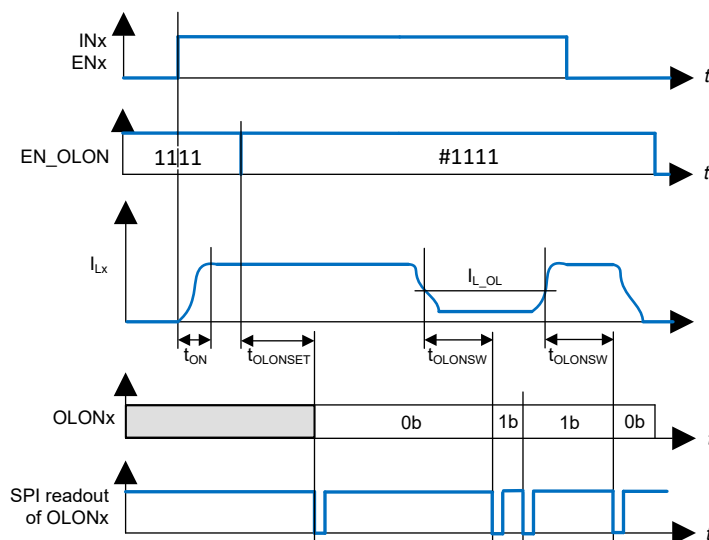 INx
ENx
t
EN_OLON
1111
#1111
t
I_Lx
I_L_OL
t_ON
t_OLONSET
t_OLONSW
t_OLONSW
OLONx
0b
1b
1b
0b
t
SPI readout
of OLONx
t